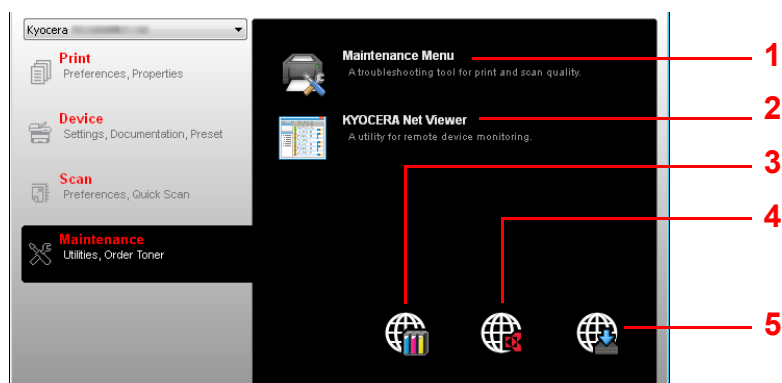 Kyocera
Print
Preferences, Properties
Device
Settings, Documentation, Preset
Scan
Preferences, Quick Scan
Maintenance
Utilities, Order Toner
Maintenance Menu
A troubleshooting tool for print and scan quality.
KYOCERA Net Viewer
A utility for remote device monitoring.
1
2
3
4
5